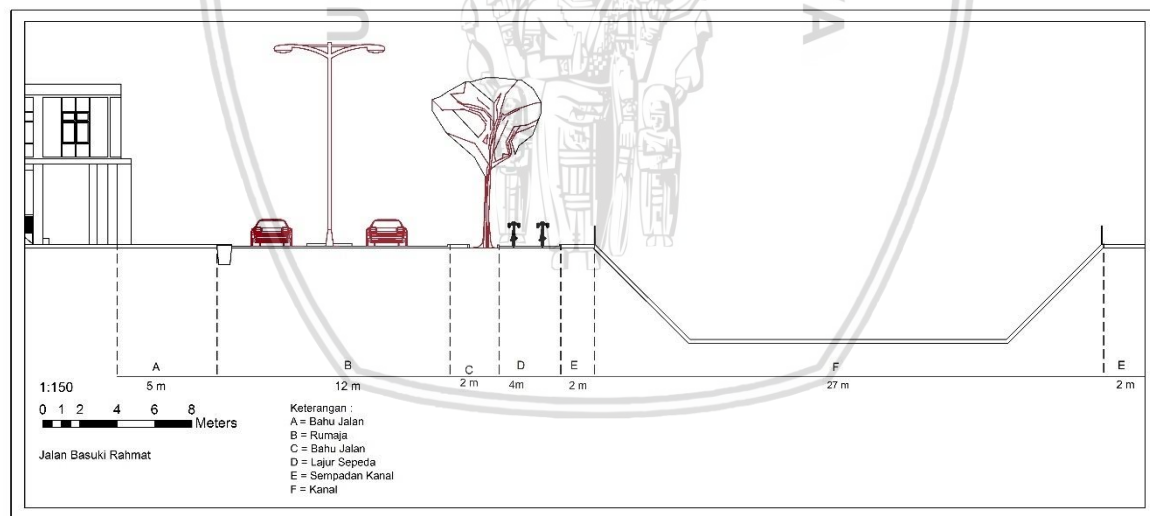 U
A
A
B
C
D
E
F
E
5 m
12 m
2 m
4m
2 m
27 m
2 m
1:150
0 1 2 4 6 8
Meters
Jalan Basuki Rahmat
Keterangan :
A = Bahu Jalan
B = Rumaja
C = Bahu Jalan
D = Lajur Sepeda
E = Sempadan Kanal
F = Kanal